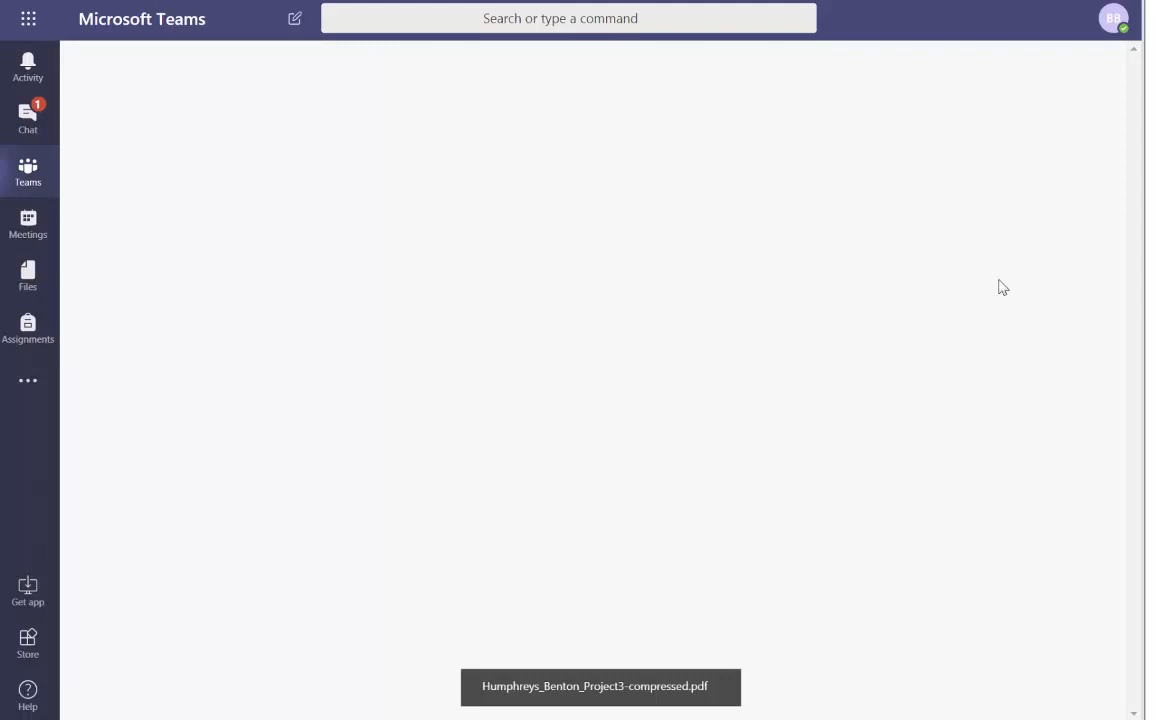 Microsoft Teams
Search or type a command
BB
Activity
1
Chat
Teams
Meetings
Files
Assignments
Get app
Store
Help
Humphreys_Benton_Project3-compressed.pdf